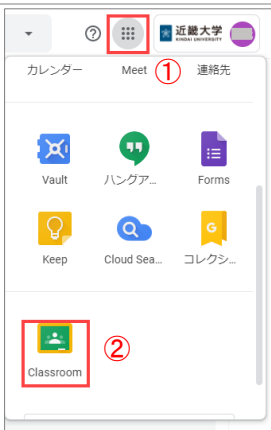 近畿大学
KINDAI UNIVERSITY
カレンダー Meet ① 連絡先
Vault ハングア... Forms
Keep Cloud Sea... コレクシ...
G
②
Classroom